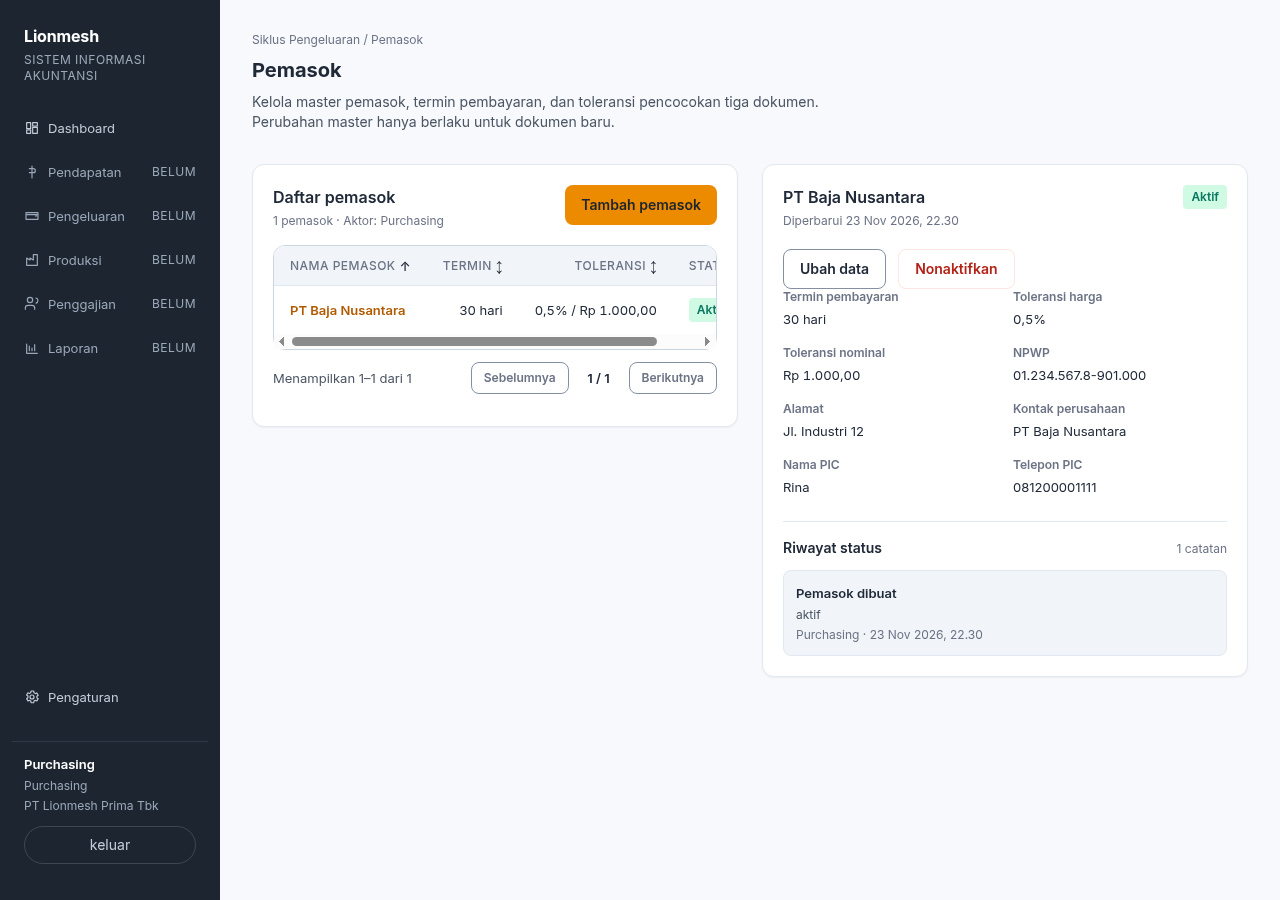 Lionmesh
SISTEM INFORMASI
AKUNTANSI
Dashboard
Pendapatan BELUM
Pengeluaran BELUM
Produksi BELUM
Penggajian BELUM
Laporan BELUM
Pengaturan
Purchasing
Purchasing
PT Lionmesh Prima Tbk
keluar
Siklus Pengeluaran / Pemasok
Pemasok
Kelola master pemasok, termin pembayaran, dan toleransi pencocokan tiga dokumen.
Perubahan master hanya berlaku untuk dokumen baru.
Daftar pemasok
1 pemasok · Aktor: Purchasing
Tambah pemasok
NAMA PEMASOK ↑ TERMIN ↕ TOLERANSI ↕ STAT
PT Baja Nusantara 30 hari 0,5% / Rp 1.000,00 Akt
Menampilkan 1–1 dari 1 Sebelumnya 1 / 1 Berikutnya
PT Baja Nusantara Aktif
Diperbarui 23 Nov 2026, 22.30
Ubah data Nonaktifkan
Termin pembayaran Toleransi harga
30 hari 0,5%
Toleransi nominal NPWP
Rp 1.000,00 01.234.567.8-901.000
Alamat Kontak perusahaan
Jl. Industri 12 PT Baja Nusantara
Nama PIC Telepon PIC
Rina 081200001111
Riwayat status 1 catatan
Pemasok dibuat
aktif
Purchasing · 23 Nov 2026, 22.30